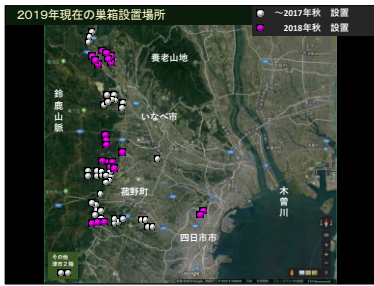 2019年現在の巣箱設置場所
～2017年秋　設置
2018年秋　設置
養老山地
鈴鹿山脈
いなべ市
菰野町
木曽川
四日市市
その他
津市２箱
Google